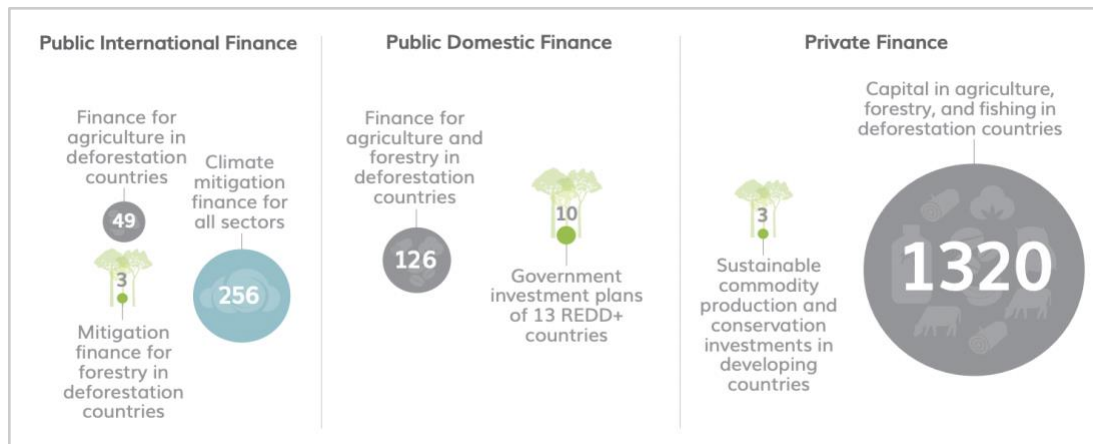 Public International Finance
Finance for
agriculture in
deforestation
countries
49
Climate
mitigation
finance for
all sectors
256
3
Mitigation
finance for
forestry in
deforestation
countries
Public Domestic Finance
Finance for
agriculture and
forestry in
deforestation
countries
126
10
Government
investment plans
of 13 REDD+
countries
Private Finance
3
Sustainable
commodity
production and
conservation
investments in
developing
countries
Capital in agriculture,
forestry, and fishing in
deforestation countries
1320